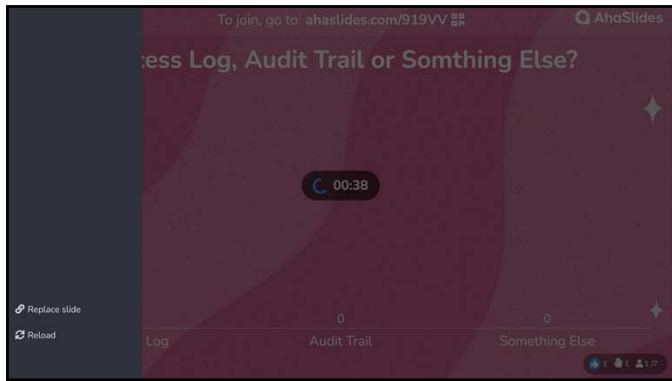 To join, go to: ahaslides.com/919VV
AhaSlides
cess Log, Audit Trail or Somthing Else?
00:38
Replace slide
Reload
0
0
Log
Audit Trail
Something Else
1 1 1/7